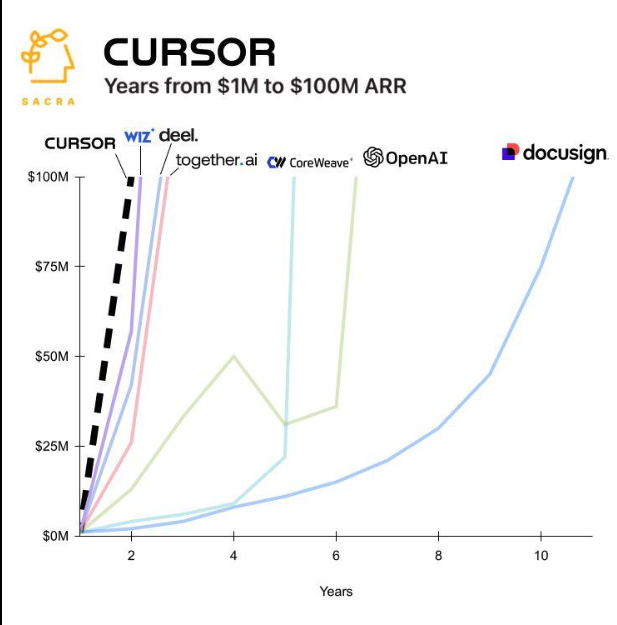 CURSOR
Years from $1M to $100M ARR
SACRA
CURSOR WIZ deel.
together.ai CoreWeave OpenAI docusign
$100M
$75M
$50M
$25M
$0M
2 4 6 8 10
Years